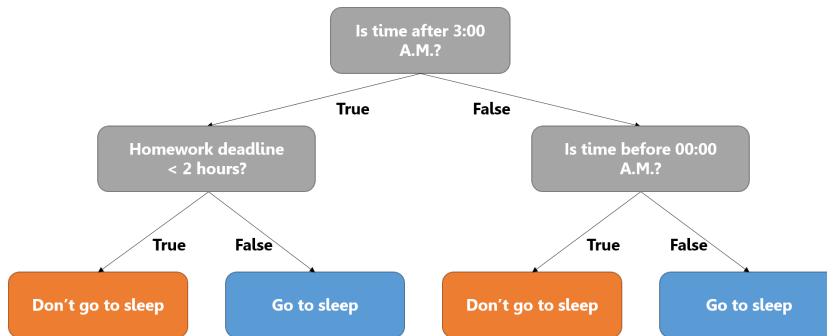 Is time after 3:00
A.M.?
True
False
Homework deadline
< 2 hours?
Is time before 00:00
A.M.?
True
False
True
False
Don’t go to sleep
Go to sleep
Don’t go to sleep
Go to sleep